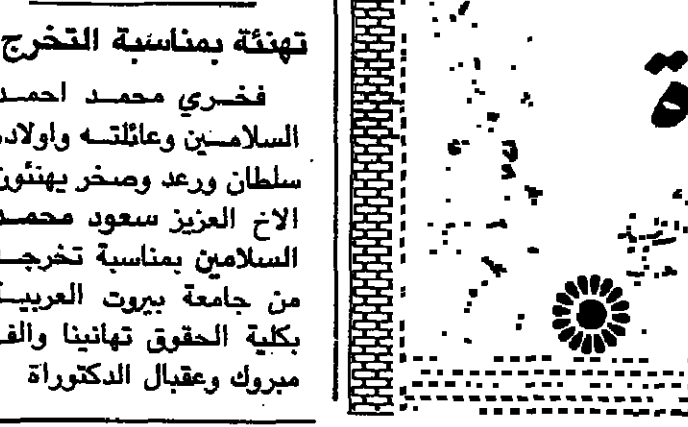 تهنئة بمناسبة التخرج
فخري محمد احمد
السلامين وعائلته واولاده
سلطان ورعد وصخر يهنئون
الاخ العزيز سعود محمد
السلامين بمناسبة تخرجه
من جامعة بيروت العربية
بكلية الحقوق تهانينا والف
مبروك وعقبال الدكتوراة